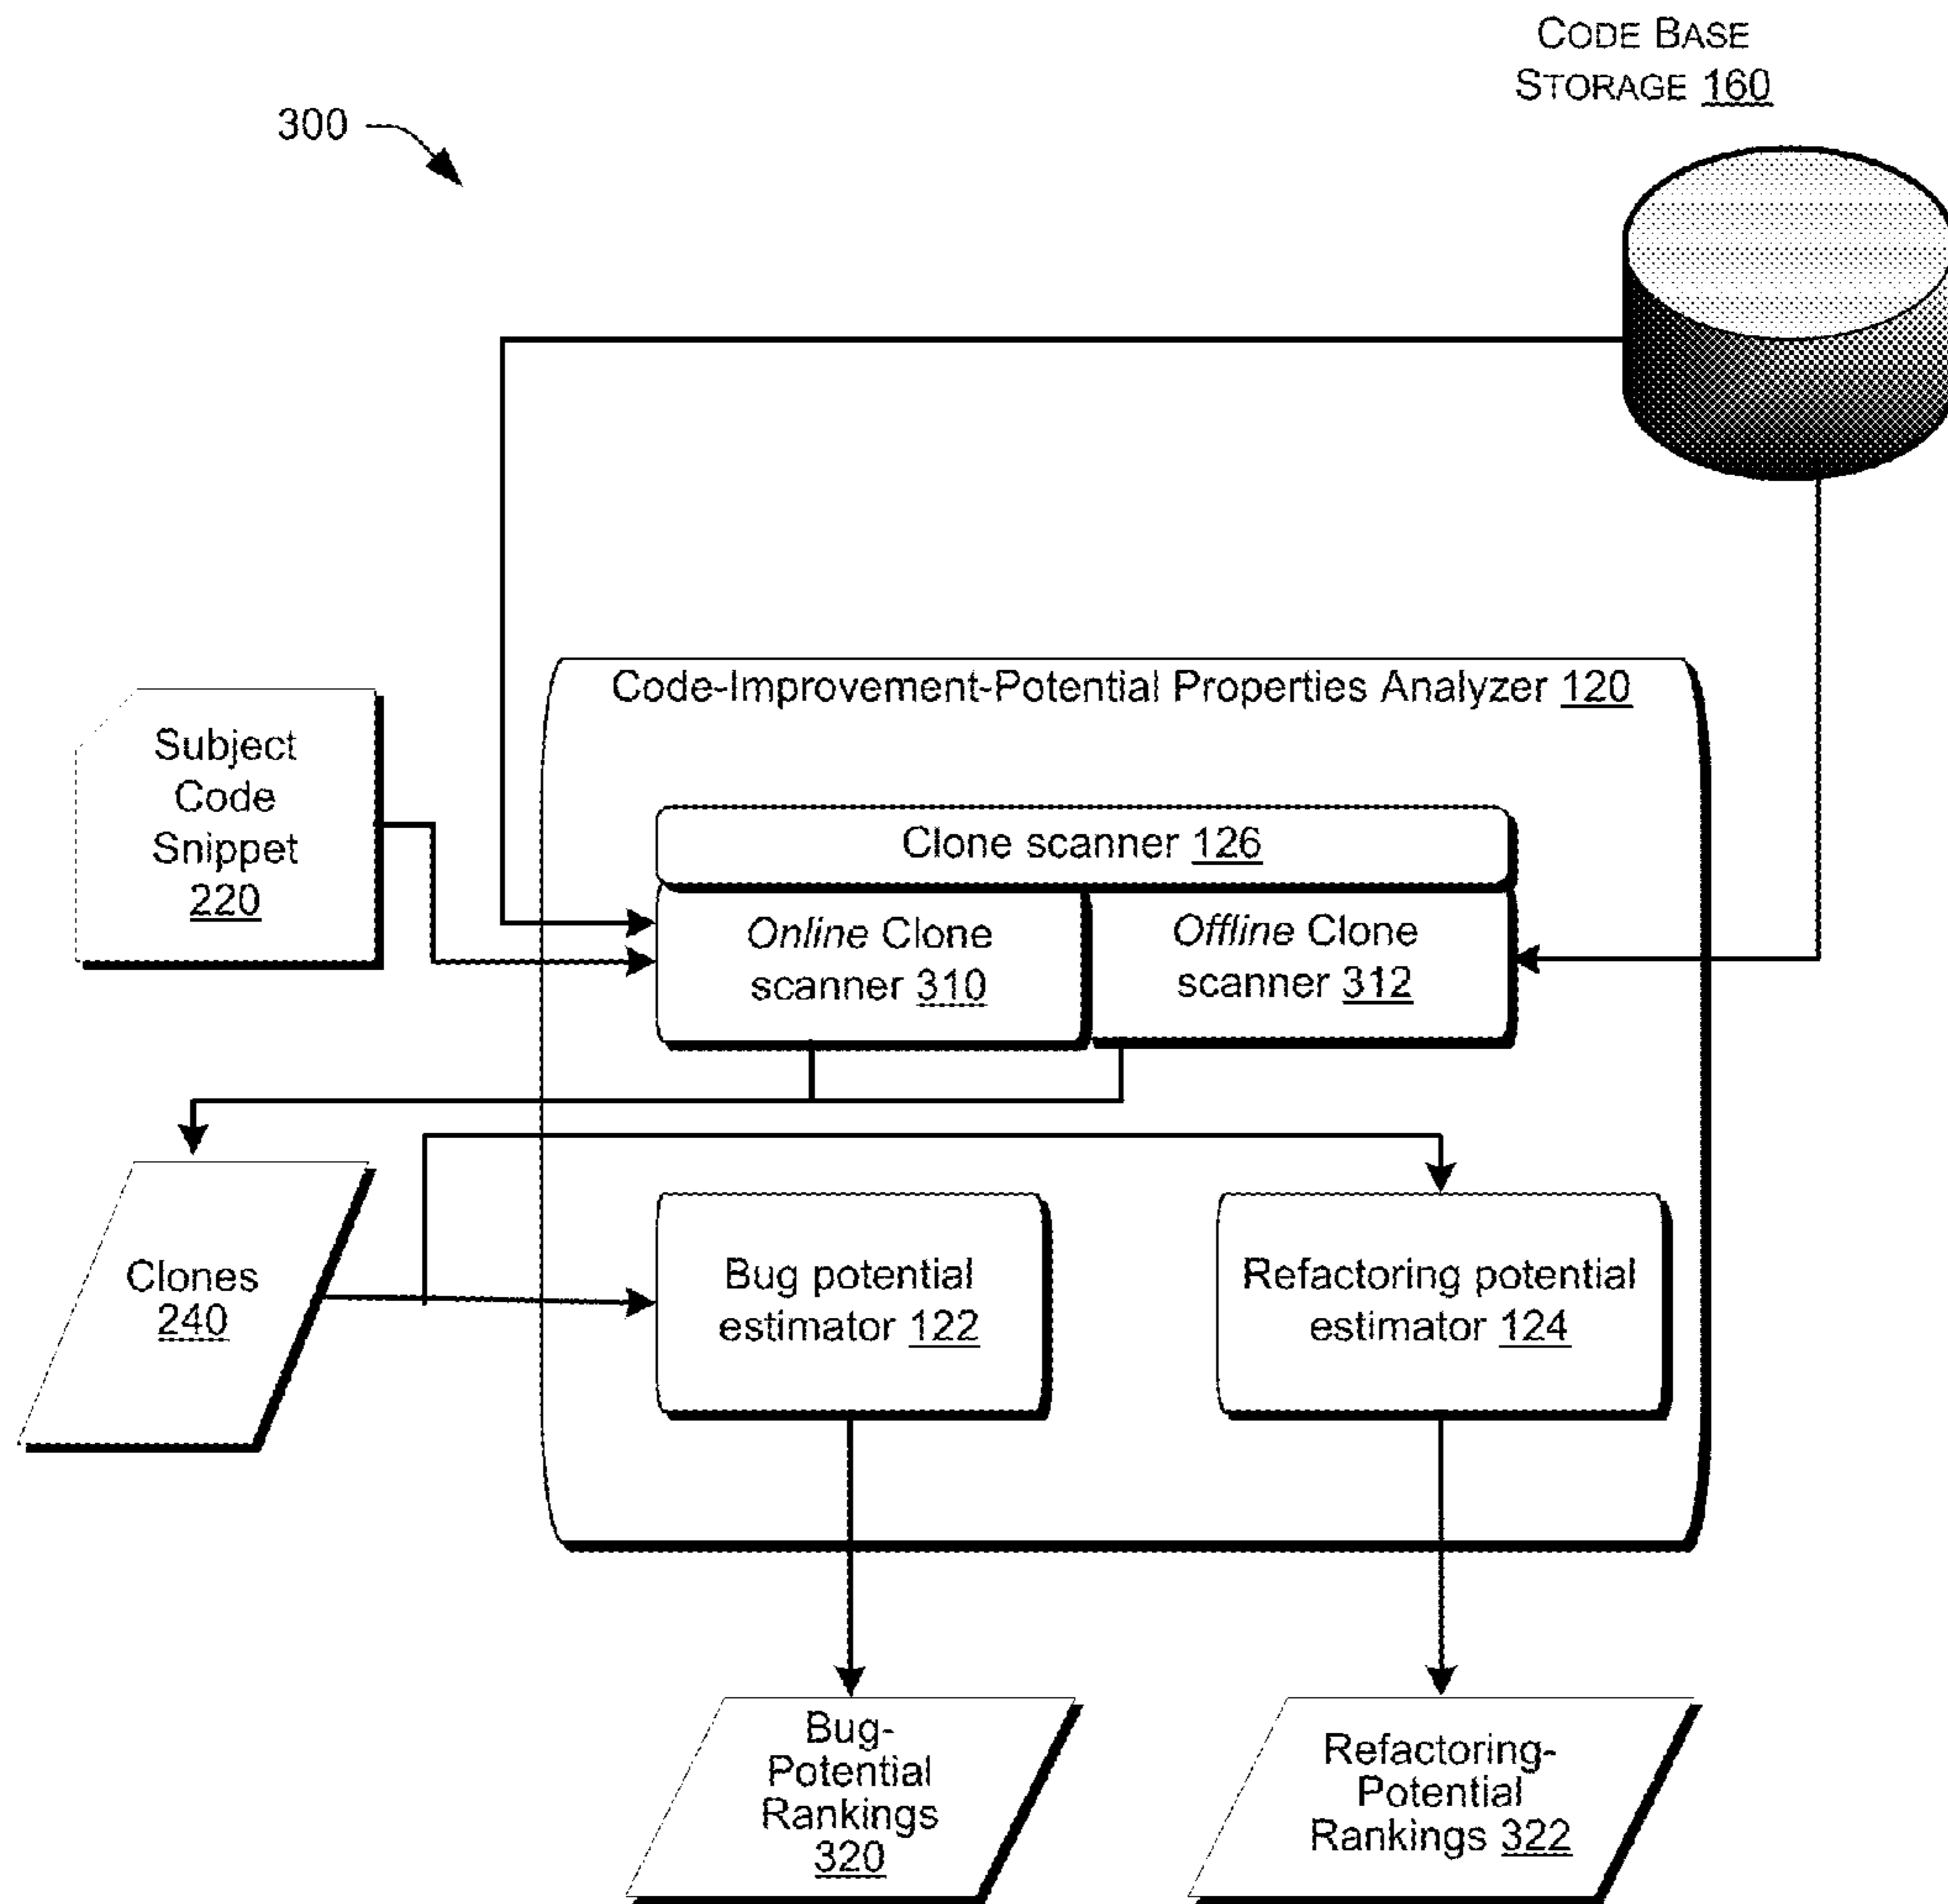 CODE BASE
STORAGE 160
300
Code-Improvement-Potential Properties Analyzer 120
Subject
Code
Snippet
220
Clone scanner 126
Online Clone
scanner 310
Offline Clone
scanner 312
Clones
240
Bug potential
estimator 122
Refactoring potential
estimator 124
Bug-
Potential
Rankings
320
Refactoring-
Potential
Rankings 322